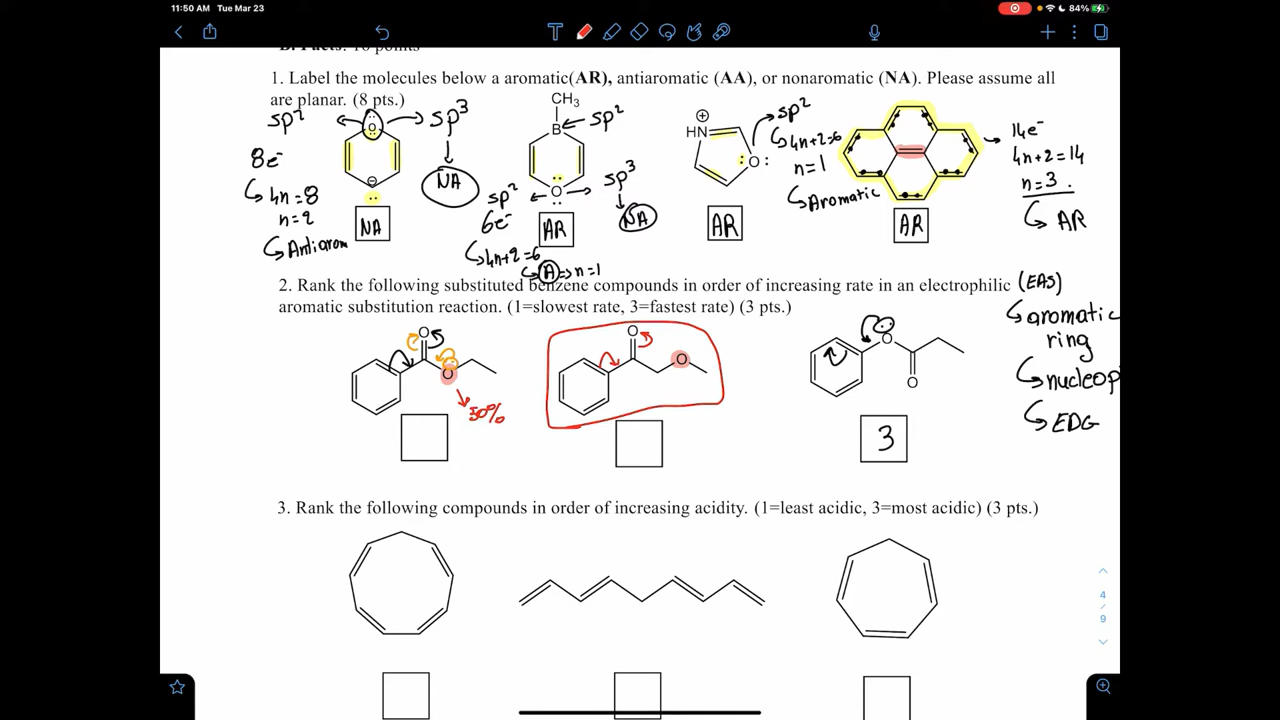 11:50 AM Tue Mar 23
84%
1. Label the molecules below a aromatic(AR), antiaromatic (AA), or nonaromatic (NA). Please assume all
are planar. (8 pts.)
sp² sp³
8e⁻
4n=8
n=2
Antiarom
NA
NA
CH₃
B sp²
O
sp² sp³
6e⁻ NA
AR
4n+2=6
A => n=1
HN
O
sp²
4n+2=6
n=1
Aromatic
AR
14e⁻
4n+2=14
n=3.
AR
AR
2. Rank the following substituted benzene compounds in order of increasing rate in an electrophilic
aromatic substitution reaction. (1=slowest rate, 3=fastest rate) (3 pts.)
(EAS)
aromatic
ring
nucleop
EDG
O
O
50%
O
O
O
O
3
3. Rank the following compounds in order of increasing acidity. (1=least acidic, 3=most acidic) (3 pts.)
4
/
9